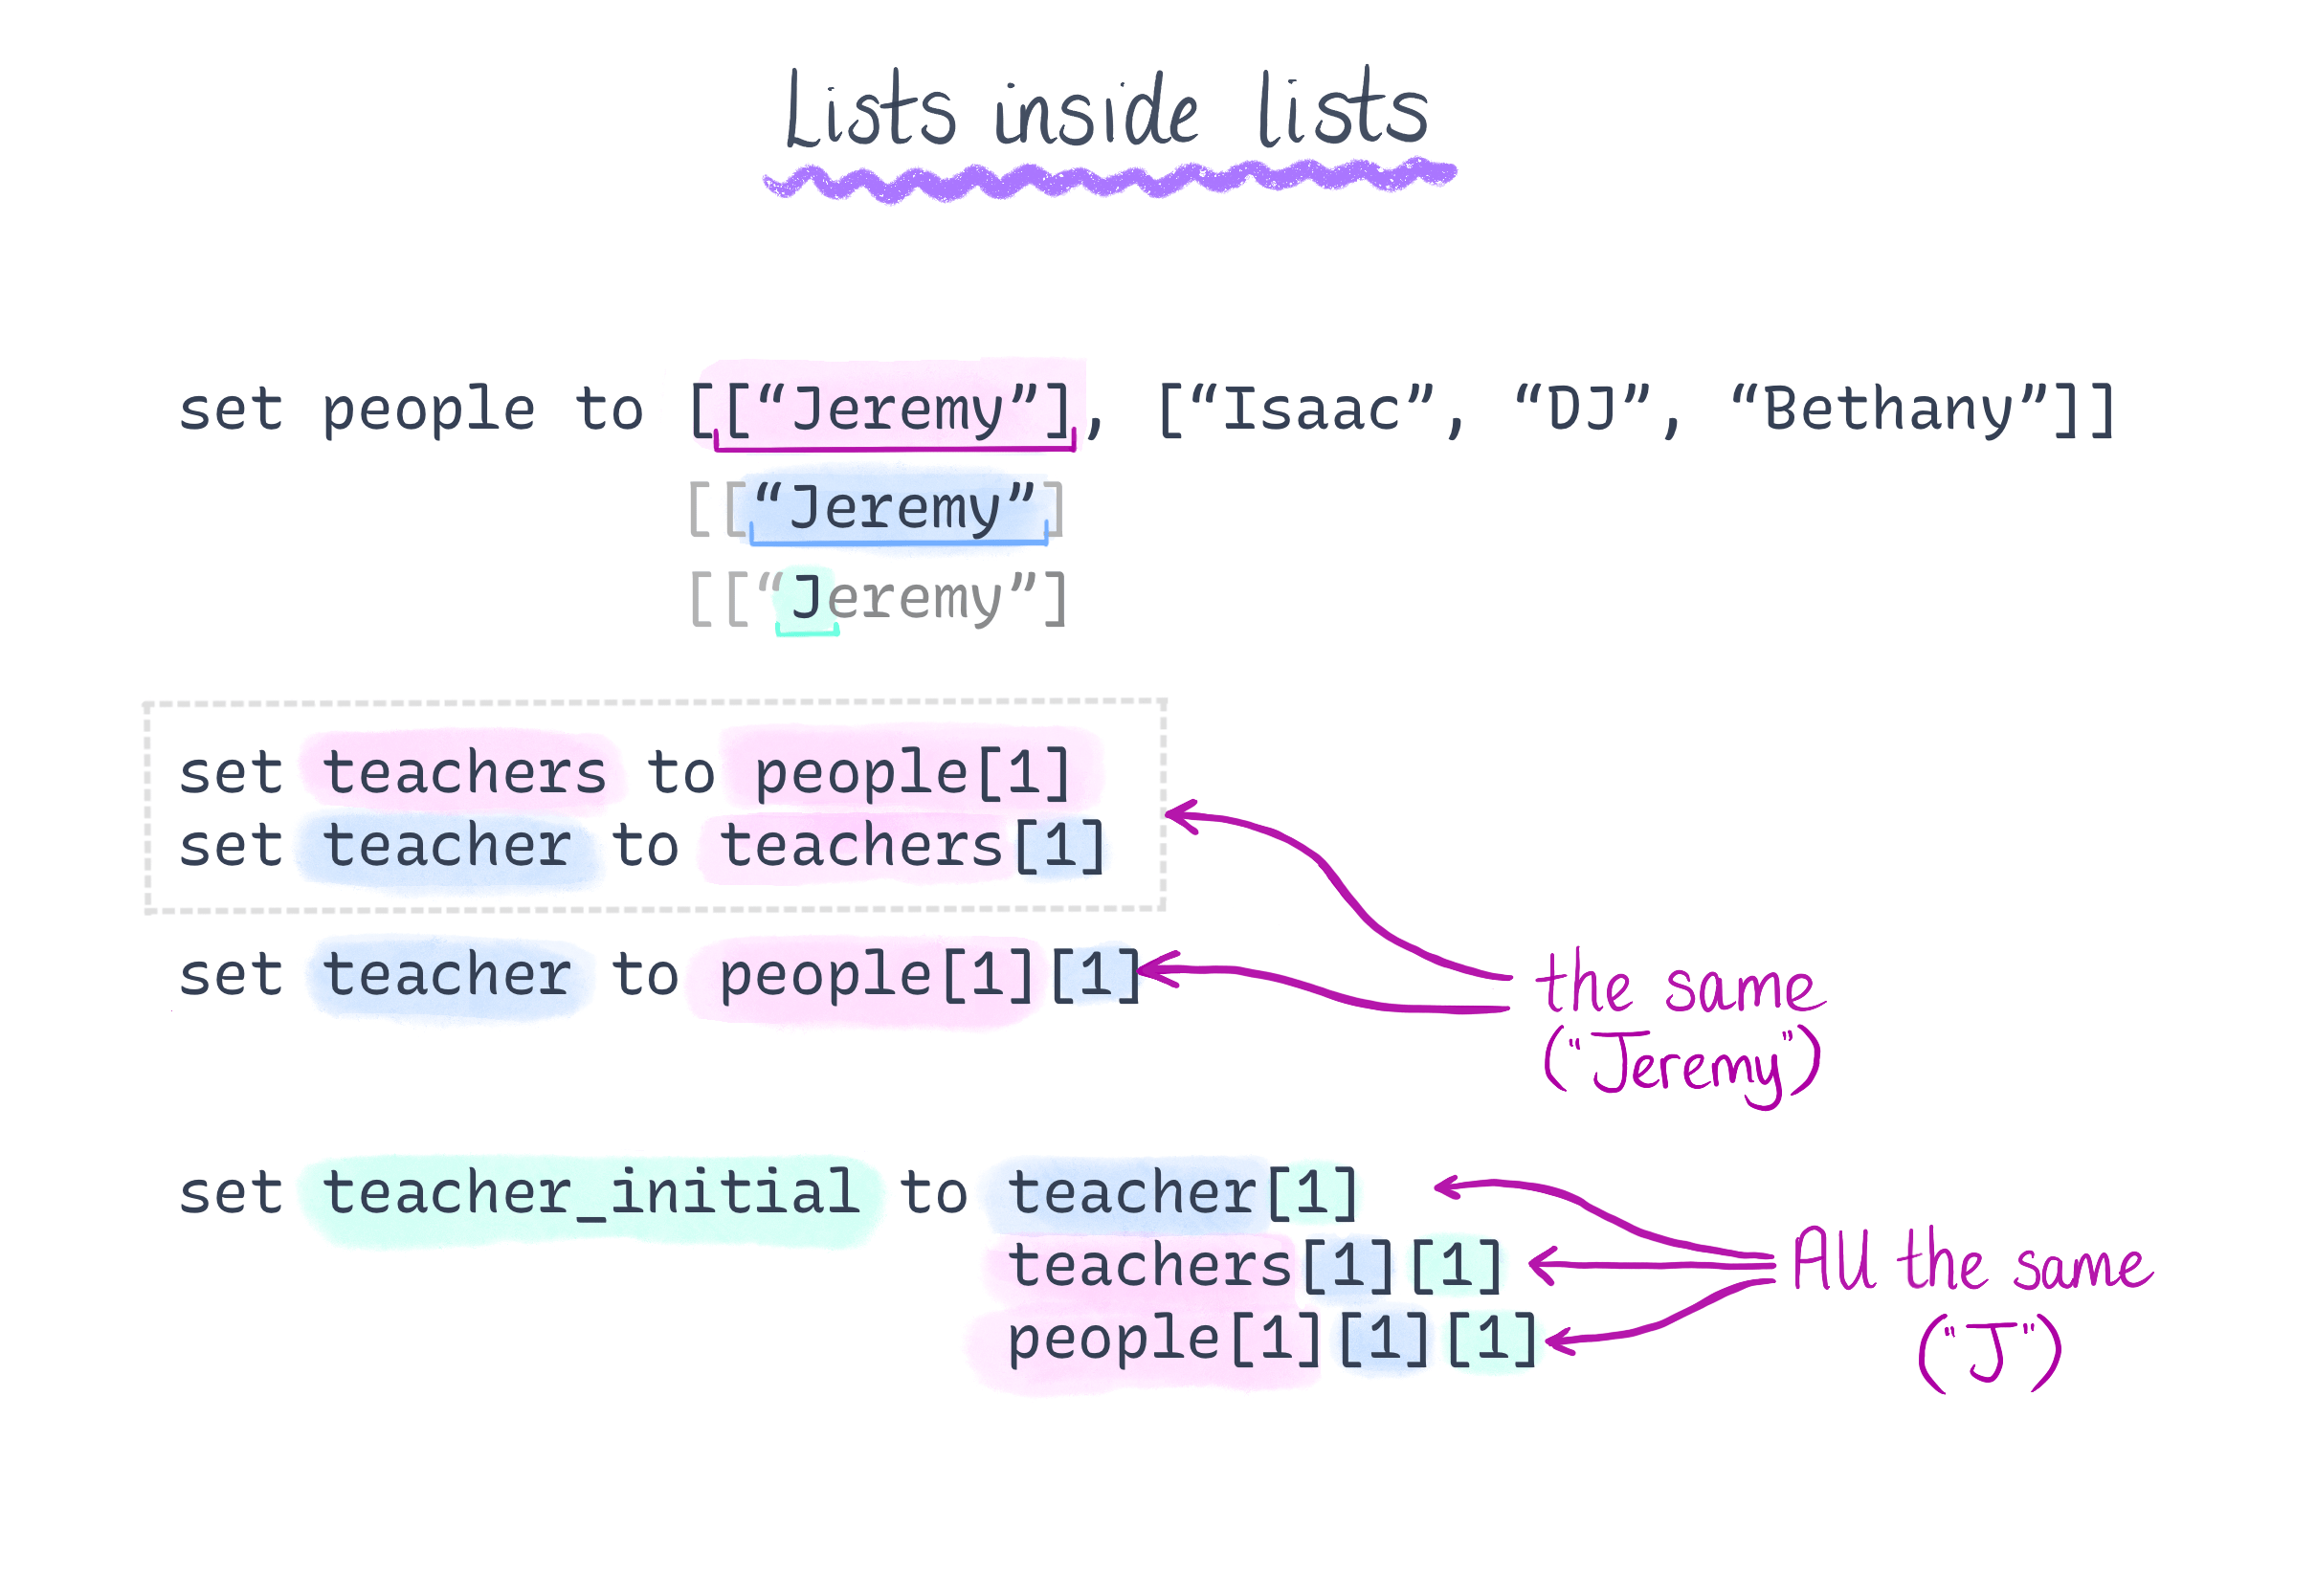 Lists inside lists
set people to [[“Jeremy”], [“Isaac”, “DJ”, “Bethany”]]
[[“Jeremy”]
[[“Jeremy”]
set teachers to people[1]
set teacher to teachers[1]
set teacher to people[1][1]
the same
("Jeremy")
set teacher_initial to teacher[1]
teachers[1][1]
people[1][1][1]
All the same
("J")